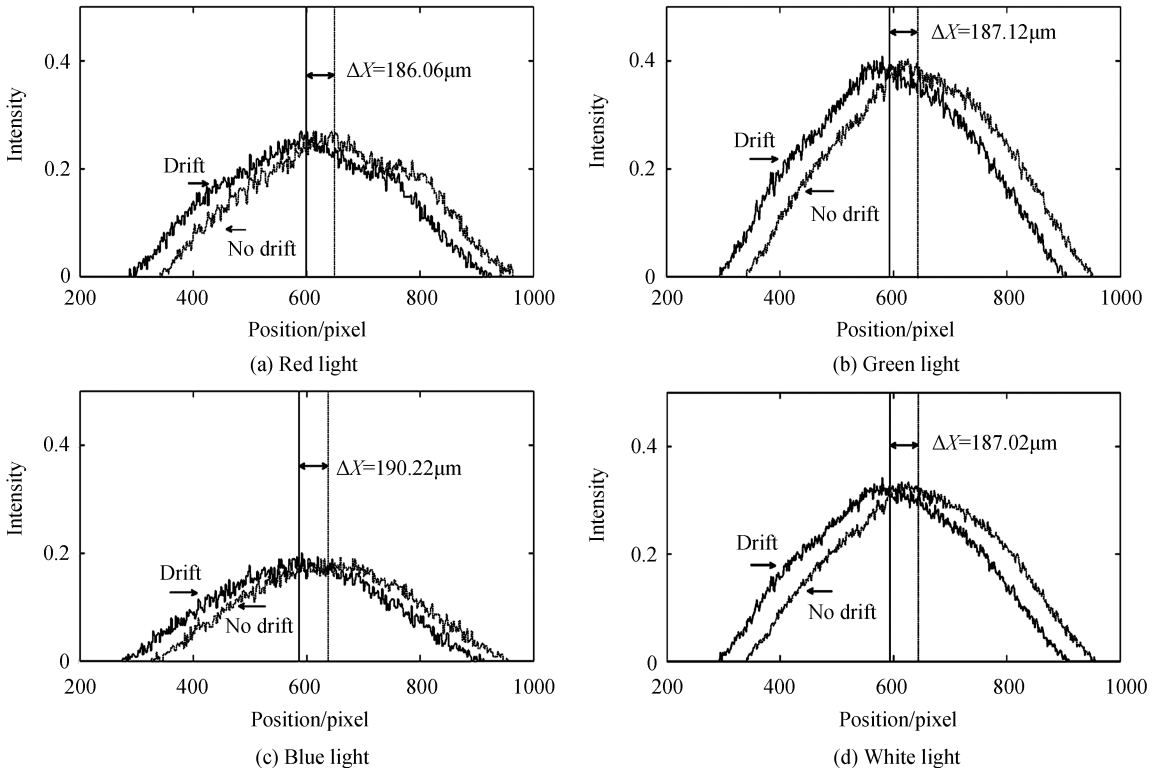 Intensity
0.4
0.2
0
ΔX=186.06μm
Drift
No drift
200
400
600
800
1000
Position/pixel
(a) Red light
Intensity
0.4
0.2
0
ΔX=187.12μm
Drift
No drift
200
400
600
800
1000
Position/pixel
(b) Green light
Intensity
0.4
0.2
0
ΔX=190.22μm
Drift
No drift
200
400
600
800
1000
Position/pixel
(c) Blue light
Intensity
0.4
0.2
0
ΔX=187.02μm
Drift
No drift
200
400
600
800
1000
Position/pixel
(d) White light